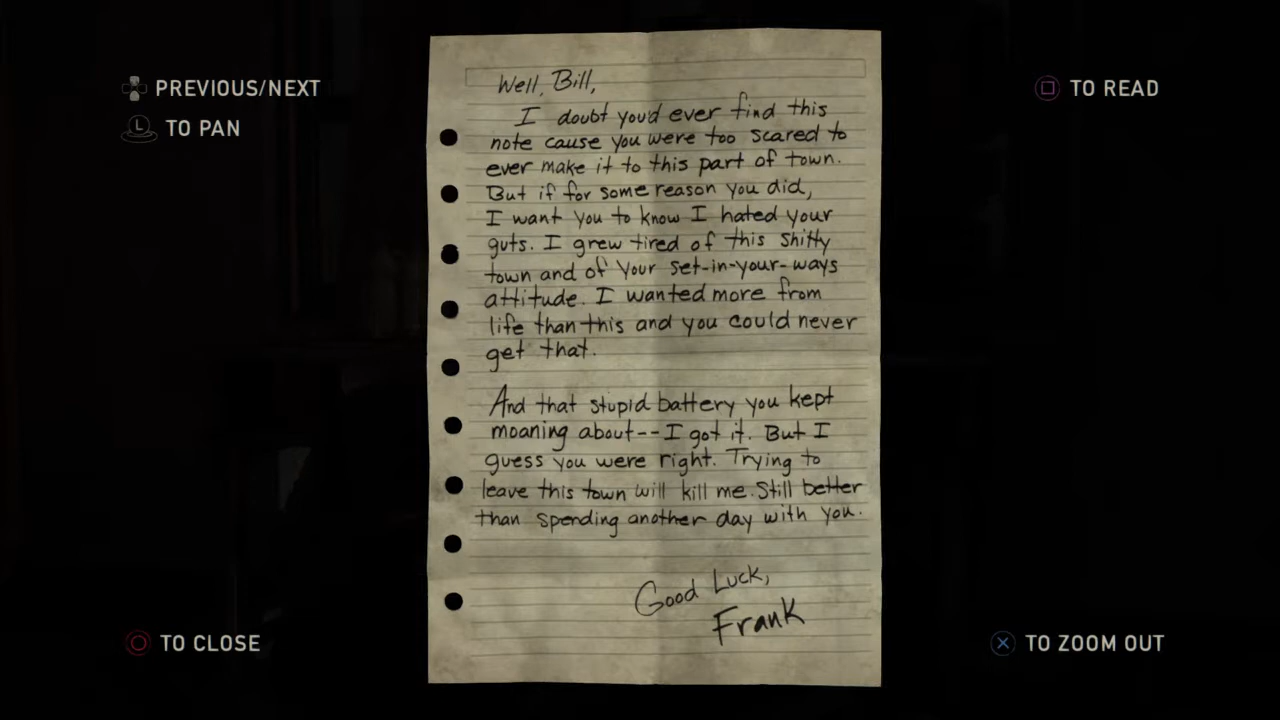 PREVIOUS/NEXT
L TO PAN
TO READ
Well, Bill,
I doubt you'd ever find this
note cause you were too scared to
ever make it to this part of town.
But if for some reason you did,
I want you to know I hated your
guts. I grew tired of this shitty
town and of your set-in-your-ways
attitude. I wanted more from
life than this and you could never
get that.
And that stupid battery you kept
moaning about--I got it. But I
guess you were right. Trying to
leave this town will kill me. Still better
than spending another day with you.
Good Luck,
Frank
TO CLOSE
TO ZOOM OUT